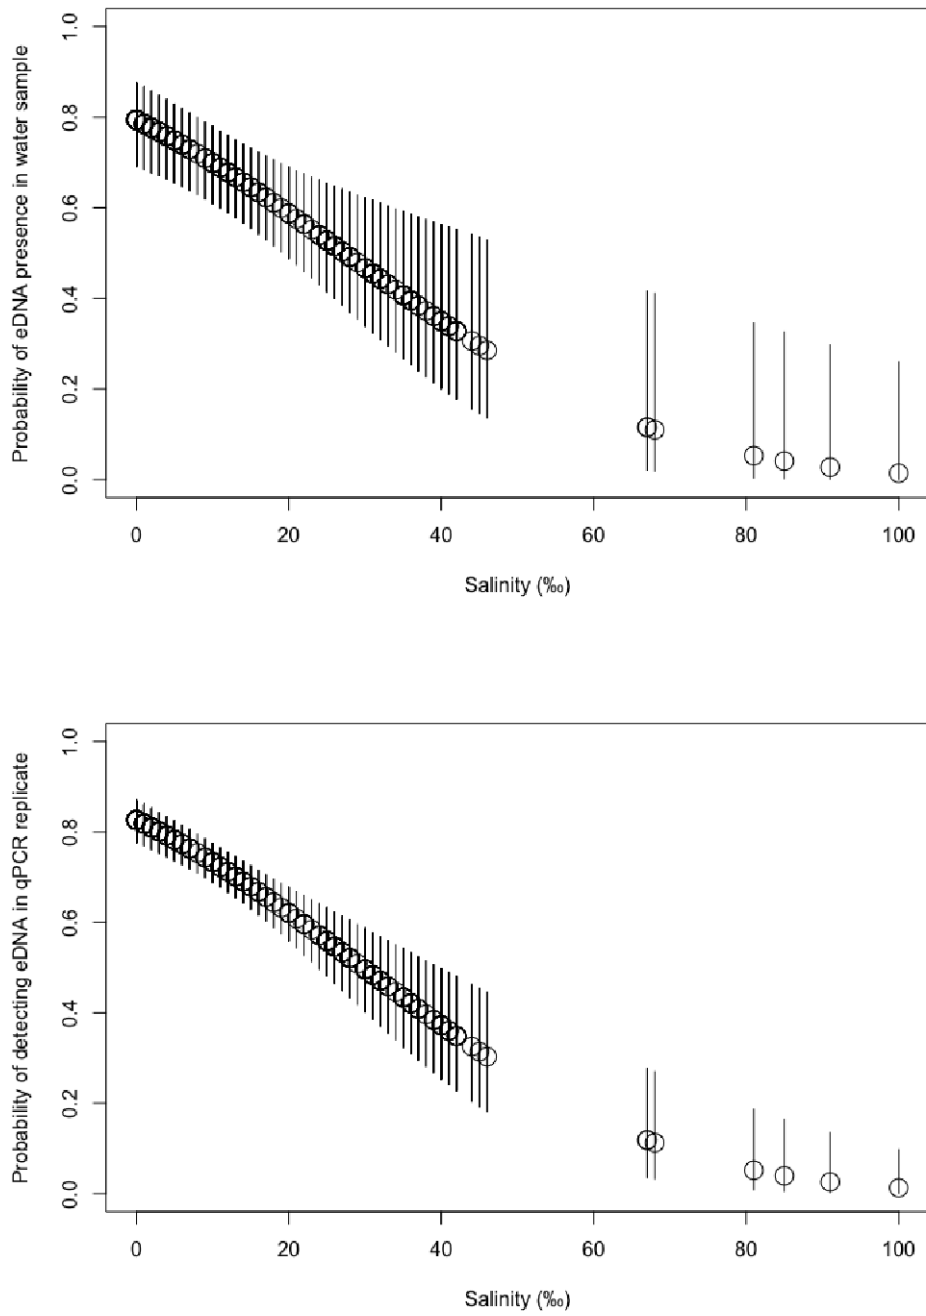 Probability of eDNA presence in water sample
1.0
0.8
0.6
0.4
0.2
0.0
0 20 40 60 80 100
Salinity (‰)
Probability of detecting eDNA in qPCR replicate
1.0
0.8
0.6
0.4
0.2
0.0
0 20 40 60 80 100
Salinity (‰)